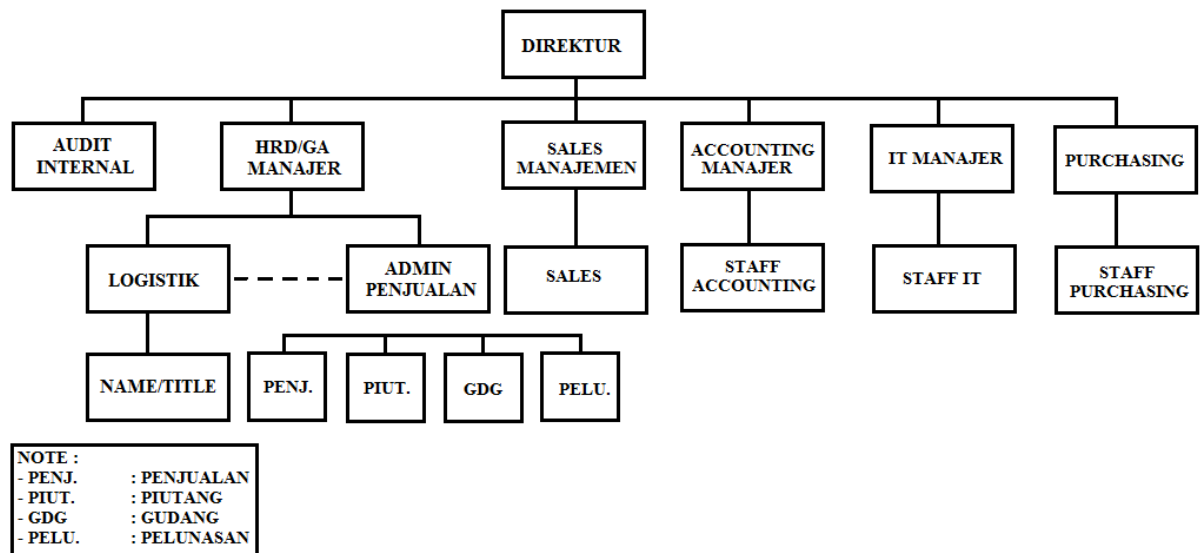 DIREKTUR
AUDIT
INTERNAL
HRD/GA
MANAJER
SALES
MANAJEMEN
ACCOUNTING
MANAJER
IT MANAJER
PURCHASING
LOGISTIK
ADMIN
PENJUALAN
SALES
STAFF
ACCOUNTING
STAFF IT
STAFF
PURCHASING
NAME/TITLE
PENJ.
PIUT.
GDG
PELU.
NOTE :
- PENJ. : PENJUALAN
- PIUT. : PIUTANG
- GDG : GUDANG
- PELU. : PELUNASAN